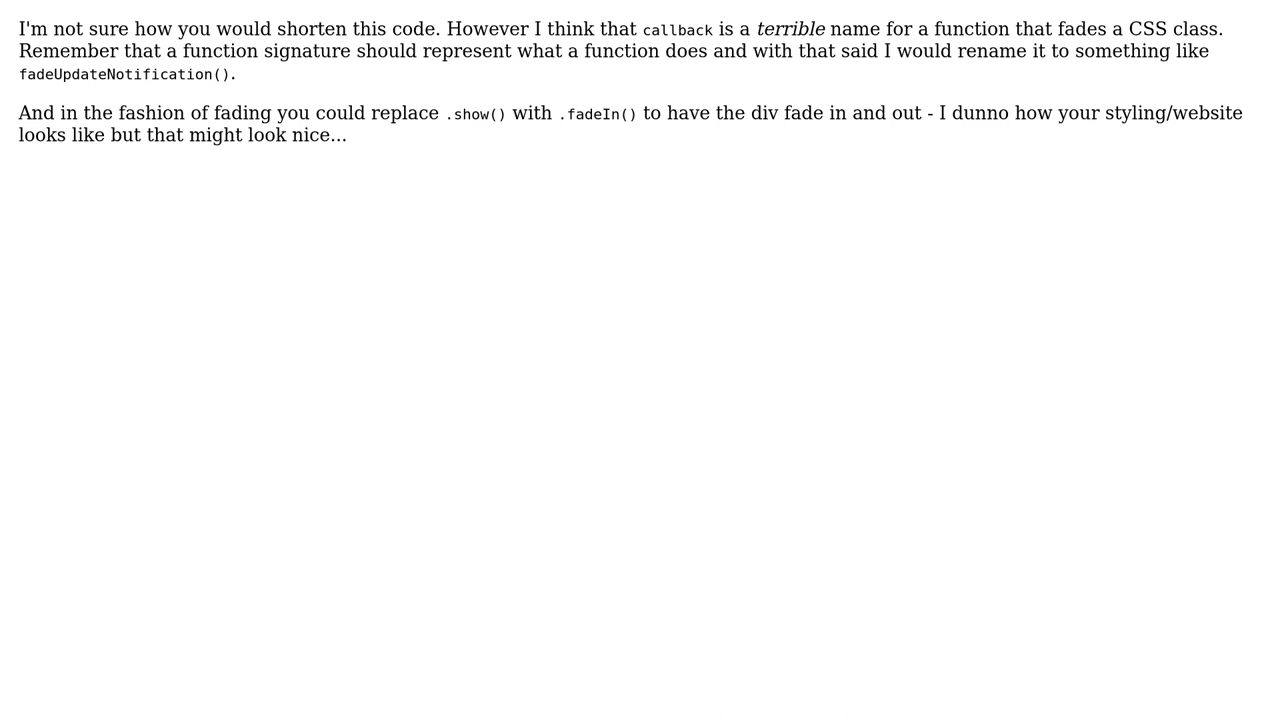 I'm not sure how you would shorten this code. However I think that callback is a terrible name for a function that fades a CSS class.
Remember that a function signature should represent what a function does and with that said I would rename it to something like
fadeUpdateNotification().
And in the fashion of fading you could replace .show() with .fadeIn() to have the div fade in and out - I dunno how your styling/website
looks like but that might look nice...